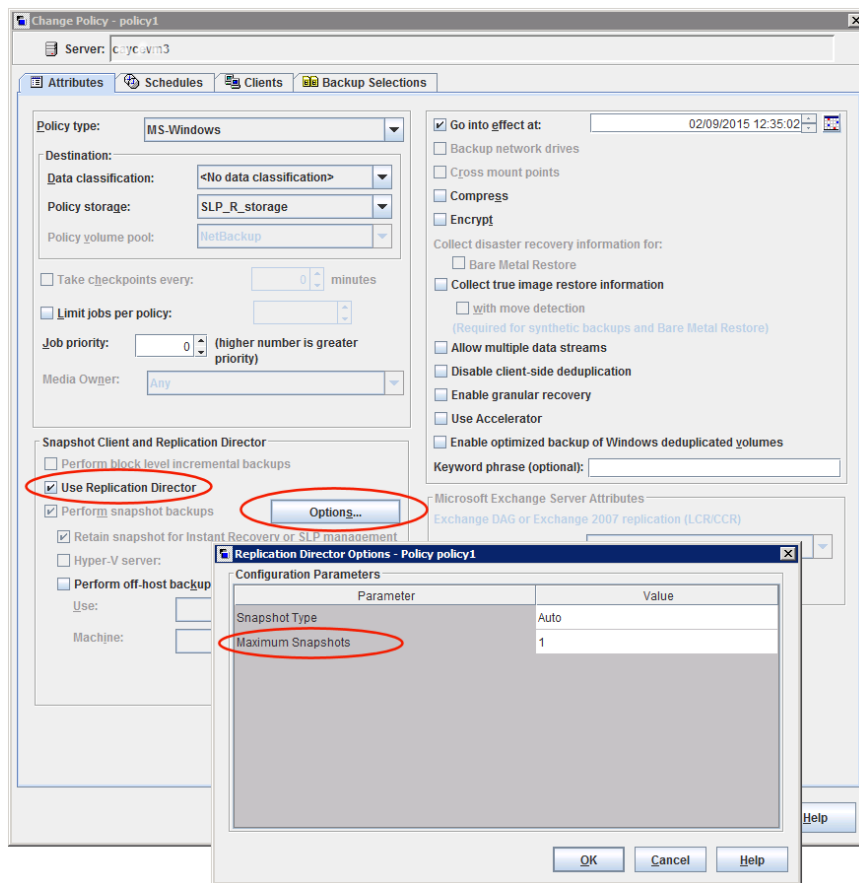 Change Policy - policy1
Server:
Attributes
Schedules
Clients
Backup Selections
Policy type: MS-Windows
Destination:
Data classification: <No data classification>
Policy storage: SLP_R_storage
Policy volume pool: NetBackup
Take checkpoints every: 0 minutes
Limit jobs per policy:
Job priority: 0 (higher number is greater
priority)
Media Owner: Any
Go into effect at: 02/09/2015 12:35:02
Backup network drives
Cross mount points
Compress
Encrypt
Collect disaster recovery information for:
Bare Metal Restore
Collect true image restore information
with move detection
(Required for synthetic backups and Bare Metal Restore)
Allow multiple data streams
Disable client-side deduplication
Enable granular recovery
Use Accelerator
Enable optimized backup of Windows deduplicated volumes
Keyword phrase (optional):
Snapshot Client and Replication Director
Perform block level incremental backups
Use Replication Director
Perform snapshot backups
Options...
Retain snapshot for Instant Recovery or SLP management
Hyper-V server:
Perform off-host backup
Use:
Machine:
Microsoft Exchange Server Attributes
Exchange DAG or Exchange 2007 replication (LCR/CCR)
Replication Director Options - Policy policy1
Configuration Parameters
Parameter Value
Snapshot Type Auto
Maximum Snapshots 1
OK Cancel Help
Help